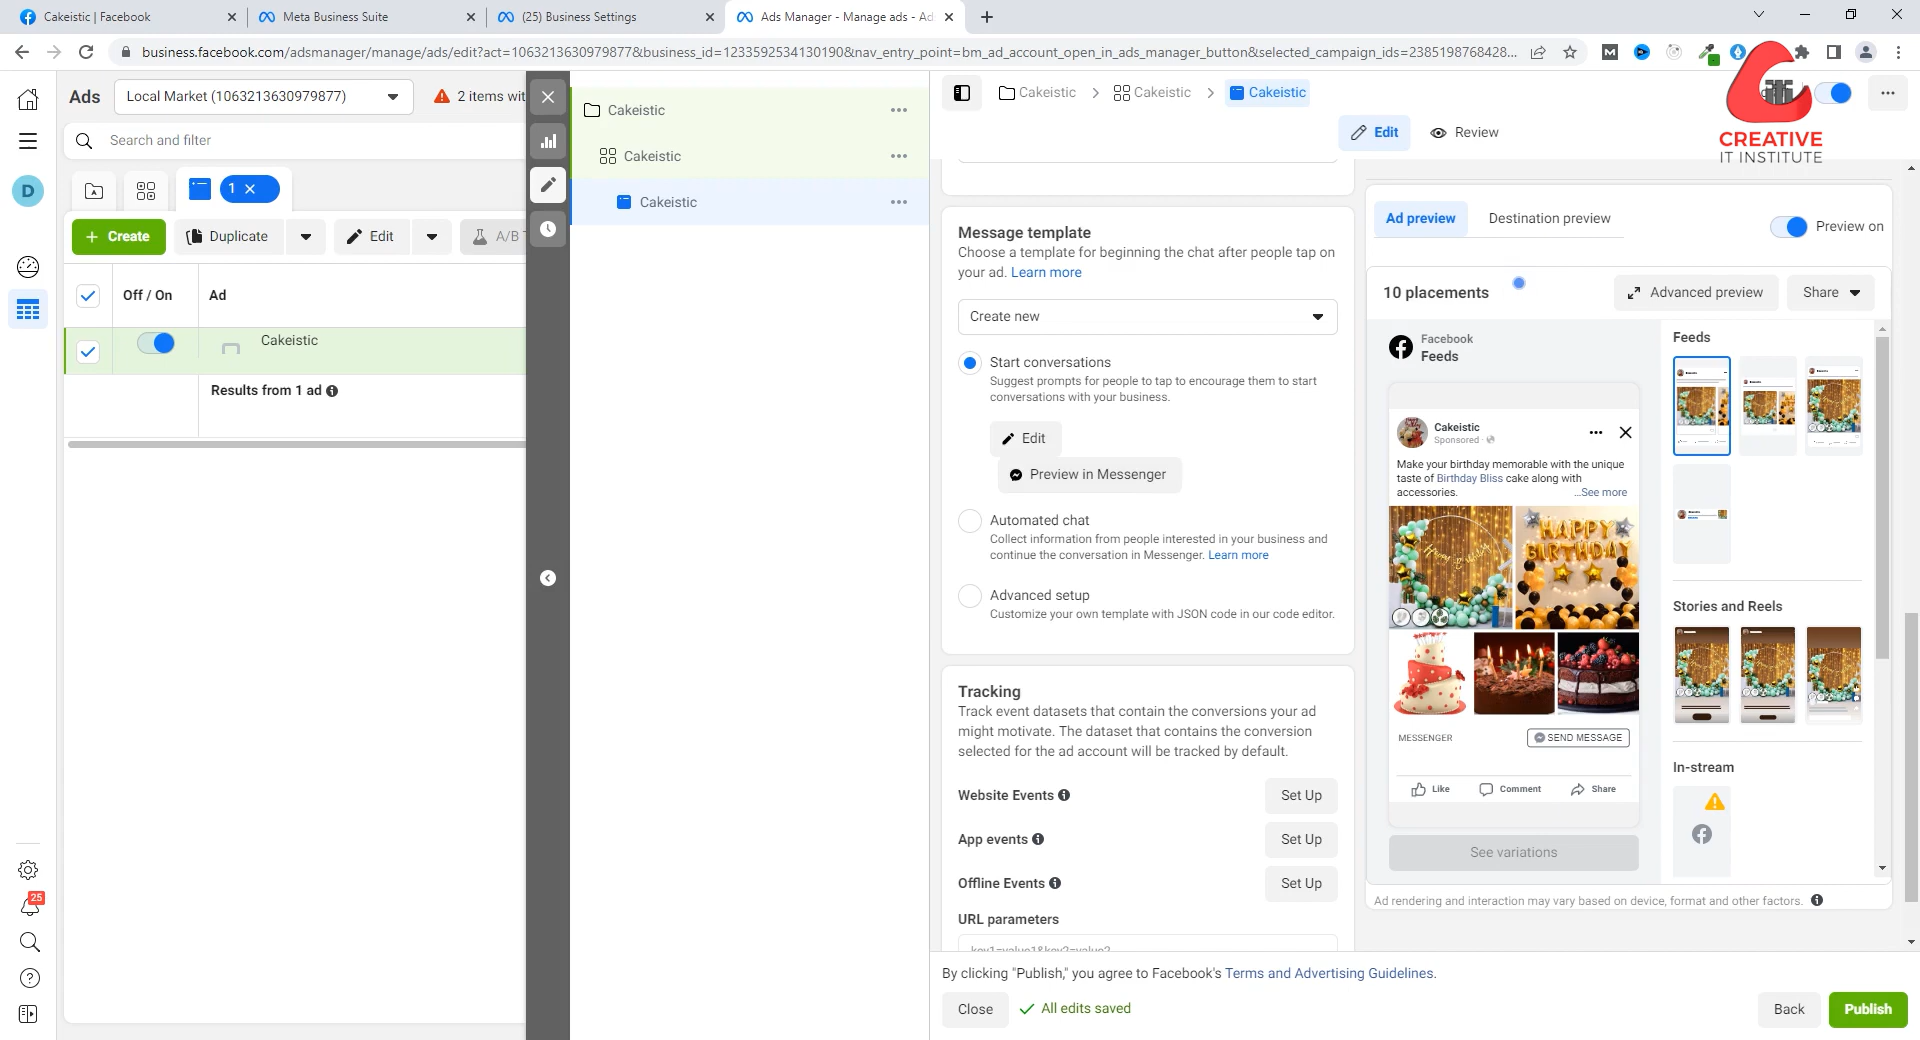 Cakeistic | Facebook
Meta Business Suite
(25) Business Settings
Ads Manager - Manage ads - Ad
business.facebook.com/adsmanager/manage/ads/edit?act=1063213630979877&business_id=1233592534130190&nav_entry_point=bm_ad_account_open_in_ads_manager_button&selected_campaign_ids=2385198768428...
Ads
Local Market (1063213630979877)
2 items wit
Search and filter
D
1
Create
Duplicate
Edit
A/B T
Off / On
Ad
Cakeistic
Results from 1 ad
25
Cakeistic
Cakeistic
Cakeistic
Cakeistic
Cakeistic
Cakeistic
Edit
Review
CREATIVE
IT INSTITUTE
Message template
Choose a template for beginning the chat after people tap on
your ad. Learn more
Create new
Start conversations
Suggest prompts for people to tap to encourage them to start
conversations with your business.
Edit
Preview in Messenger
Automated chat
Collect information from people interested in your business and
continue the conversation in Messenger. Learn more
Advanced setup
Customize your own template with JSON code in our code editor.
Tracking
Track event datasets that contain the conversions your ad
might motivate. The dataset that contains the conversion
selected for the ad account will be tracked by default.
Website Events
Set Up
App events
Set Up
Offline Events
Set Up
URL parameters
key1=value1&key2=value2
Ad preview
Destination preview
Preview on
10 placements
Advanced preview
Share
Facebook
Feeds
Cakeistic
Sponsored
Make your birthday memorable with the unique
taste of Birthday Bliss cake along with
accessories.
...See more
Happy Birthday
HAPPY
BIRTHDAY
MESSENGER
SEND MESSAGE
Like
Comment
Share
See variations
Feeds
Stories and Reels
In-stream
Ad rendering and interaction may vary based on device, format and other factors.
By clicking "Publish," you agree to Facebook's Terms and Advertising Guidelines.
Close
All edits saved
Back
Publish